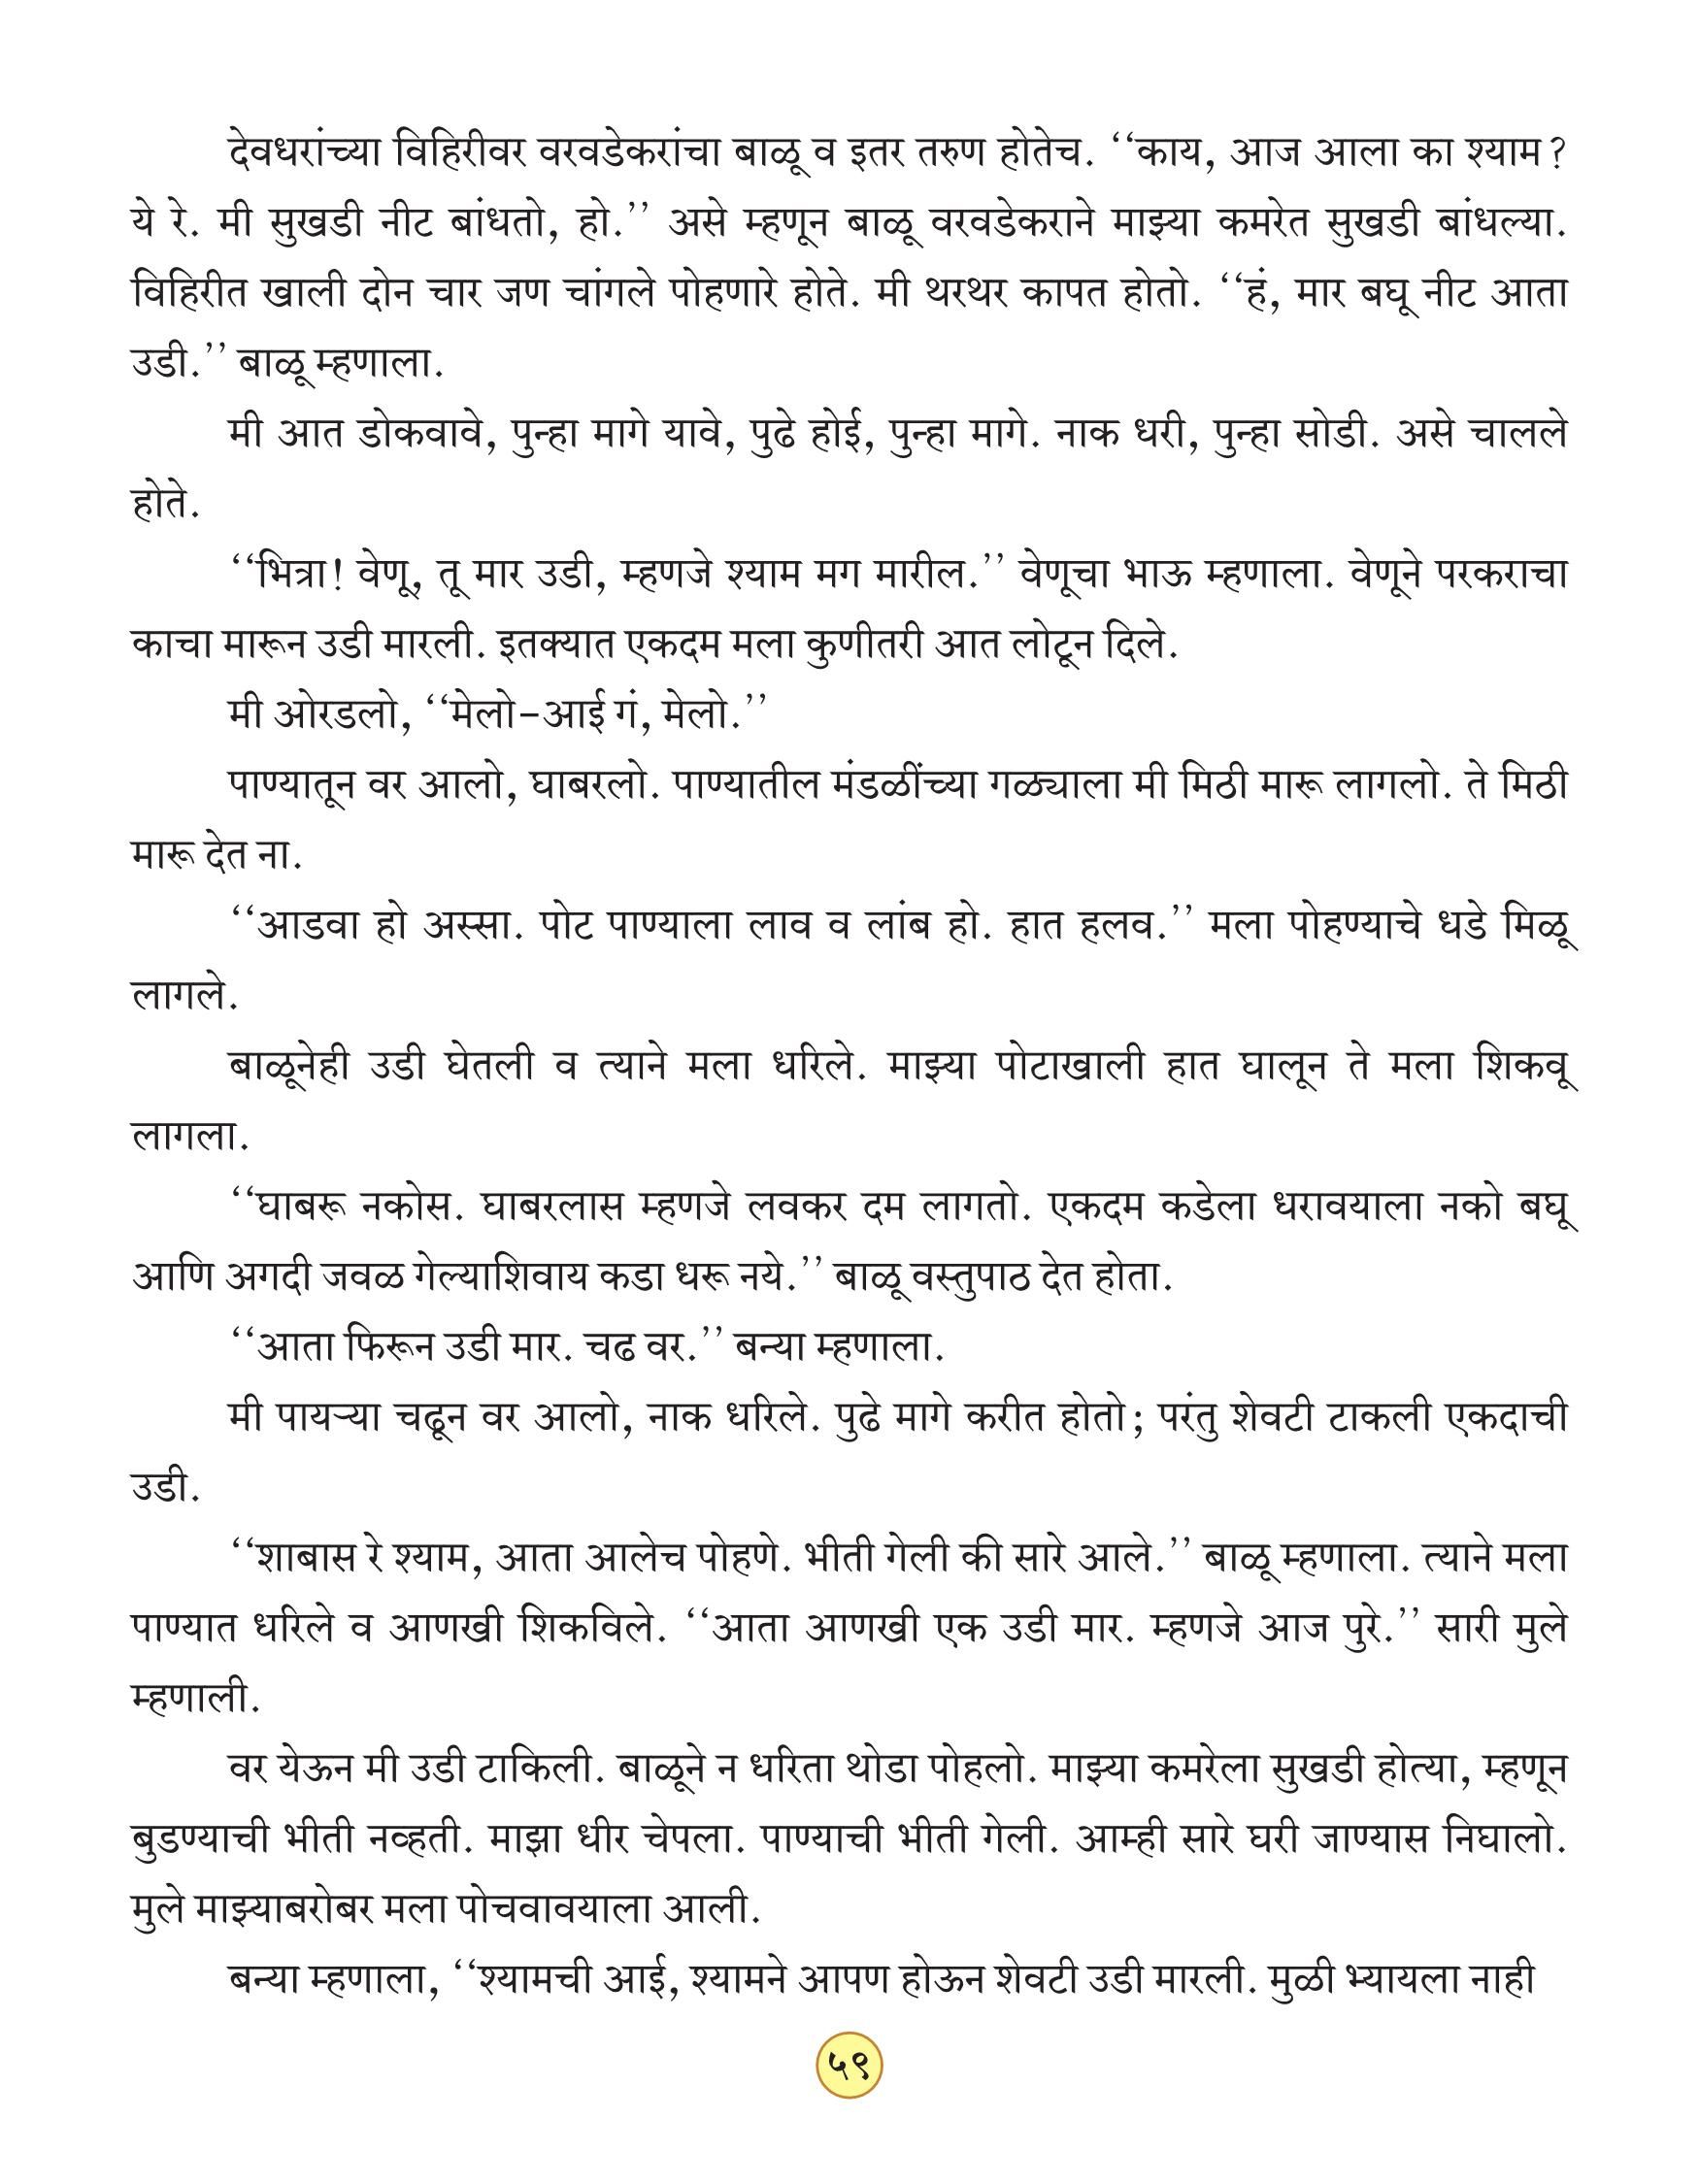 देवधरांच्या विहिरीवर वरवडेकरांचा बाळू व इतर तरुण होतेच. ‘‘काय, आज आला का श्याम?
ये रे. मी सुखडी नीट बांधतो, हो.’’ असे म्हणून बाळू वरवडेकराने माझ्या कमरेत सुखडी बांधल्या.
विहिरीत खाली दोन चार जण चांगले पोहणारे होते. मी थरथर कापत होतो. ‘‘हं, मार बघू नीट आता
उडी.’’ बाळू म्हणाला.
मी आत डोकवावे, पुन्हा मागे यावे, पुढे होई, पुन्हा मागे. नाक धरी, पुन्हा सोडी. असे चालले
होते.
‘‘भित्रा! वेणू, तू मार उडी, म्हणजे श्याम मग मारील.’’ वेणूचा भाऊ म्हणाला. वेणूने परकराचा
काचा मारून उडी मारली. इतक्यात एकदम मला कुणीतरी आत लोटून दिले.
मी ओरडलो, ‘‘मेलो-आई गं, मेलो.’’
पाण्यातून वर आलो, घाबरलो. पाण्यातील मंडळींच्या गळ्याला मी मिठी मारू लागलो. ते मिठी
मारू देत ना.
‘‘आडवा हो अस्सा. पोट पाण्याला लाव व लांब हो. हात हलव.’’ मला पोहण्याचे धडे मिळू
लागले.
बाळूनेही उडी घेतली व त्याने मला धरिले. माझ्या पोटाखाली हात घालून ते मला शिकवू
लागला.
‘‘घाबरू नकोस. घाबरलास म्हणजे लवकर दम लागतो. एकदम कडेला धरावयाला नको बघू
आणि अगदी जवळ गेल्याशिवाय कडा धरू नये.’’ बाळू वस्तुपाठ देत होता.
‘‘आता फिरून उडी मार. चढ वर.’’ बन्या म्हणाला.
मी पायऱ्या चढून वर आलो, नाक धरिले. पुढे मागे करीत होतो; परंतु शेवटी टाकली एकदाची
उडी.
‘‘शाबास रे श्याम, आता आलेच पोहणे. भीती गेली की सारे आले.’’ बाळू म्हणाला. त्याने मला
पाण्यात धरिले व आणखी शिकविले. ‘‘आता आणखी एक उडी मार. म्हणजे आज पुरे.’’ सारी मुले
म्हणाली.
वर येऊन मी उडी टाकिली. बाळूने न धरिता थोडा पोहलो. माझ्या कमरेला सुखडी होत्या, म्हणून
बुडण्याची भीती नव्हती. माझा धीर चेपला. पाण्याची भीती गेली. आम्ही सारे घरी जाण्यास निघालो.
मुले माझ्याबरोबर मला पोचवावयाला आली.
बन्या म्हणाला, ‘‘श्यामची आई, श्यामने आपण होऊन शेवटी उडी मारली. मुळी भ्यायला नाही
५९